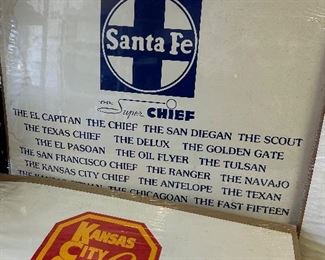 Santa Fe
The Super CHIEF
THE EL CAPITAN THE CHIEF THE SAN DIEGAN THE SCOUT
THE TEXAS CHIEF THE DELUX THE GOLDEN GATE
THE EL PASOAN THE OIL FLYER THE TULSAN
THE SAN FRANCISCO CHIEF THE RANGER THE NAVAJO
THE KANSAS CITY CHIEF THE ANTELOPE THE TEXAN
THE CHICAGOAN THE FAST FIFTEEN
KANSAS
CITY